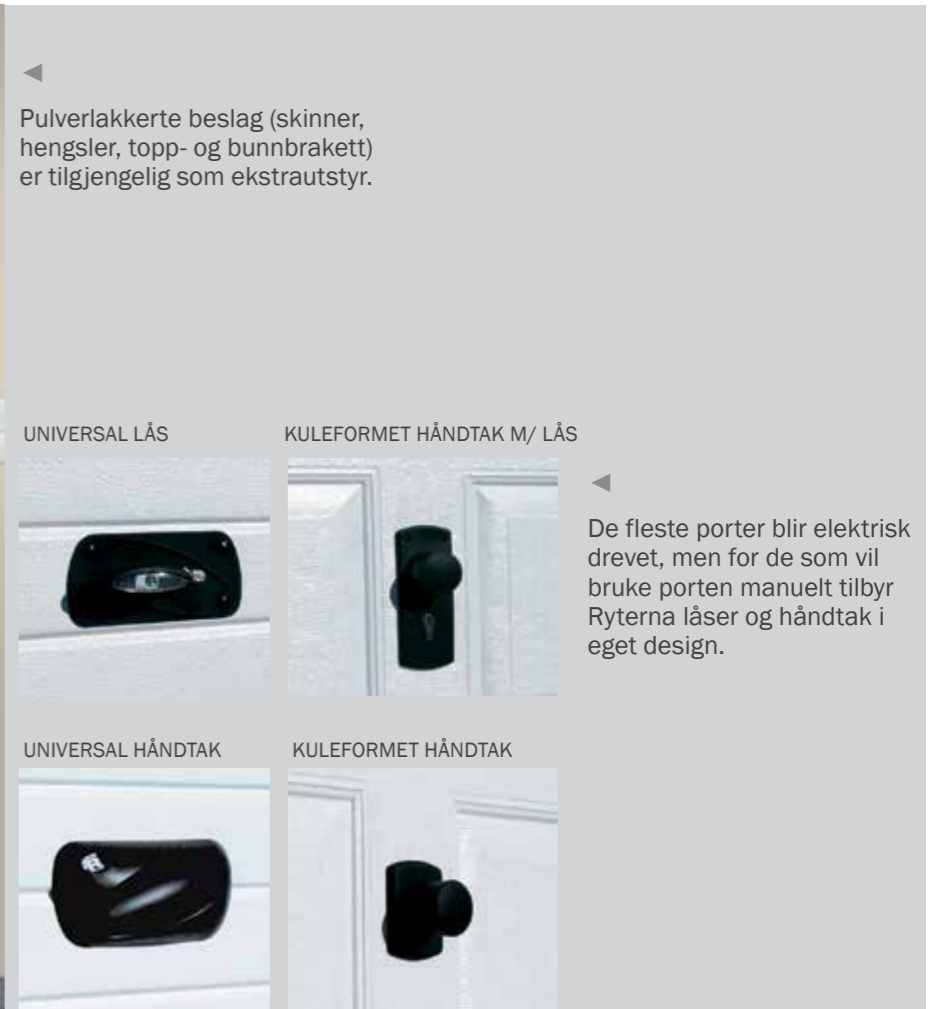 Pulverlakkerte beslag (skinner,
hengsler, topp- og bunnbrakett)
er tilgjengelig som ekstrautstyr.
UNIVERSAL LÅS
KULEFORMET HÅNDTAK M/ LÅS
De fleste porter blir elektrisk
drevet, men for de som vil
bruke porten manuelt tilbyr
Ryterna låser og håndtak i
eget design.
UNIVERSAL HÅNDTAK
KULEFORMET HÅNDTAK